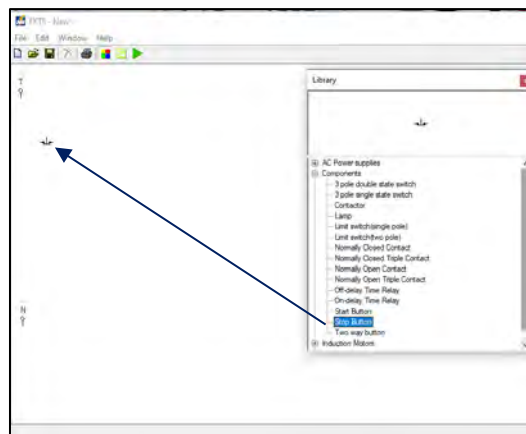 File Edit Window Help
T
N
Library
AC Power supplies
Components
3 pole double state switch
3 pole single state switch
Contactor
Lamp
Limit switch(single pole)
Limit switch(two pole)
Normally Closed Contact
Normally Closed Triple Contact
Normally Open Contact
Normally Open Triple Contact
Off-delay Time Relay
On-delay Time Relay
Start Button
Stop Button
Two way button
Induction Motors